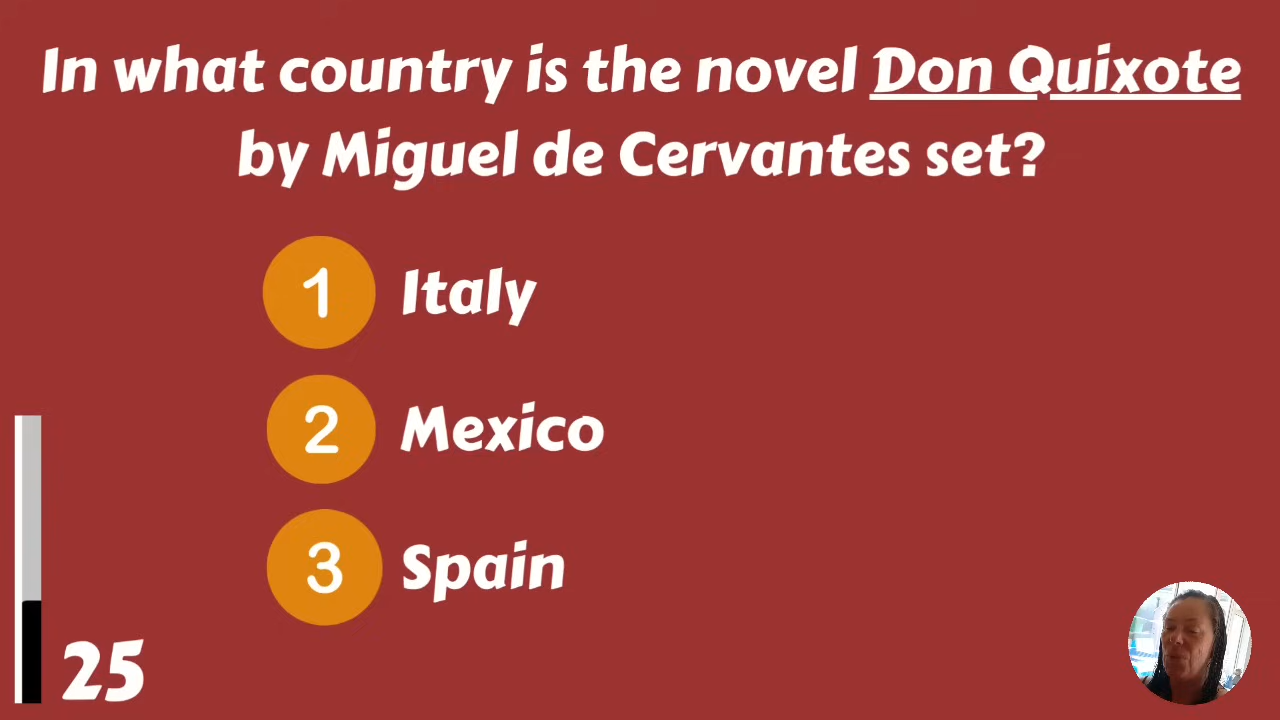 In what country is the novel Don Quixote
by Miguel de Cervantes set?
1 Italy
2 Mexico
3 Spain
25